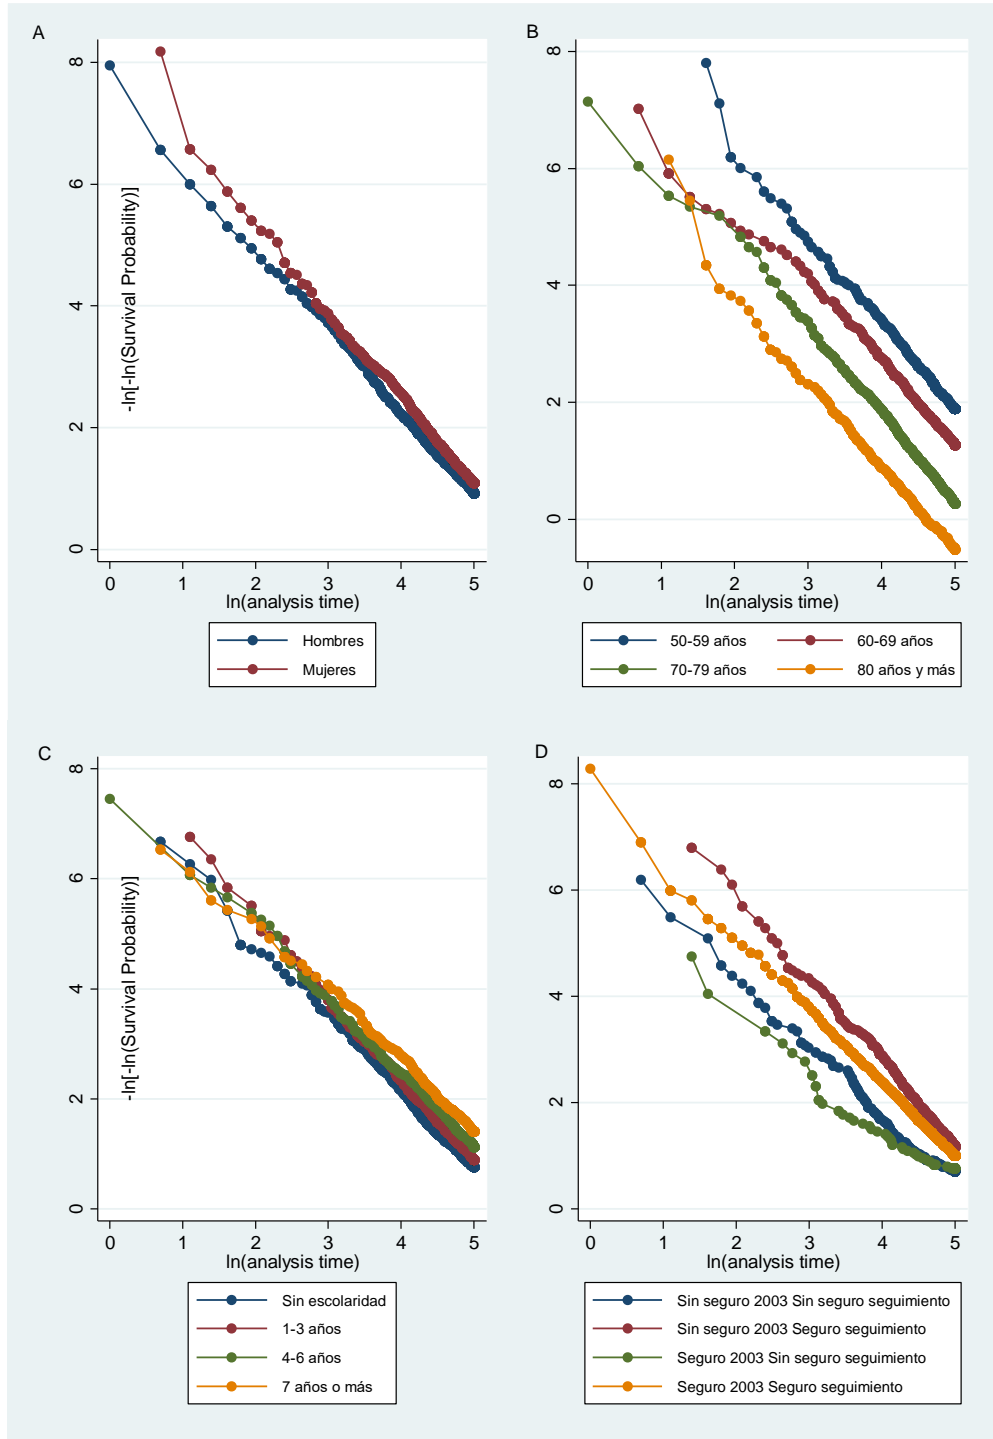 A
8
6
4
2
0
-ln[-ln(Survival Probability)]
0 1 2 3 4 5
ln(analysis time)
Hombres
Mujeres
B
8
6
4
2
0
0 1 2 3 4 5
ln(analysis time)
50-59 años 60-69 años
70-79 años 80 años y más
C
8
6
4
2
0
-ln[-ln(Survival Probability)]
0 1 2 3 4 5
ln(analysis time)
Sin escolaridad
1-3 años
4-6 años
7 años o más
D
8
6
4
2
0
0 1 2 3 4 5
ln(analysis time)
Sin seguro 2003 Sin seguro seguimiento
Sin seguro 2003 Seguro seguimiento
Seguro 2003 Sin seguro seguimiento
Seguro 2003 Seguro seguimiento